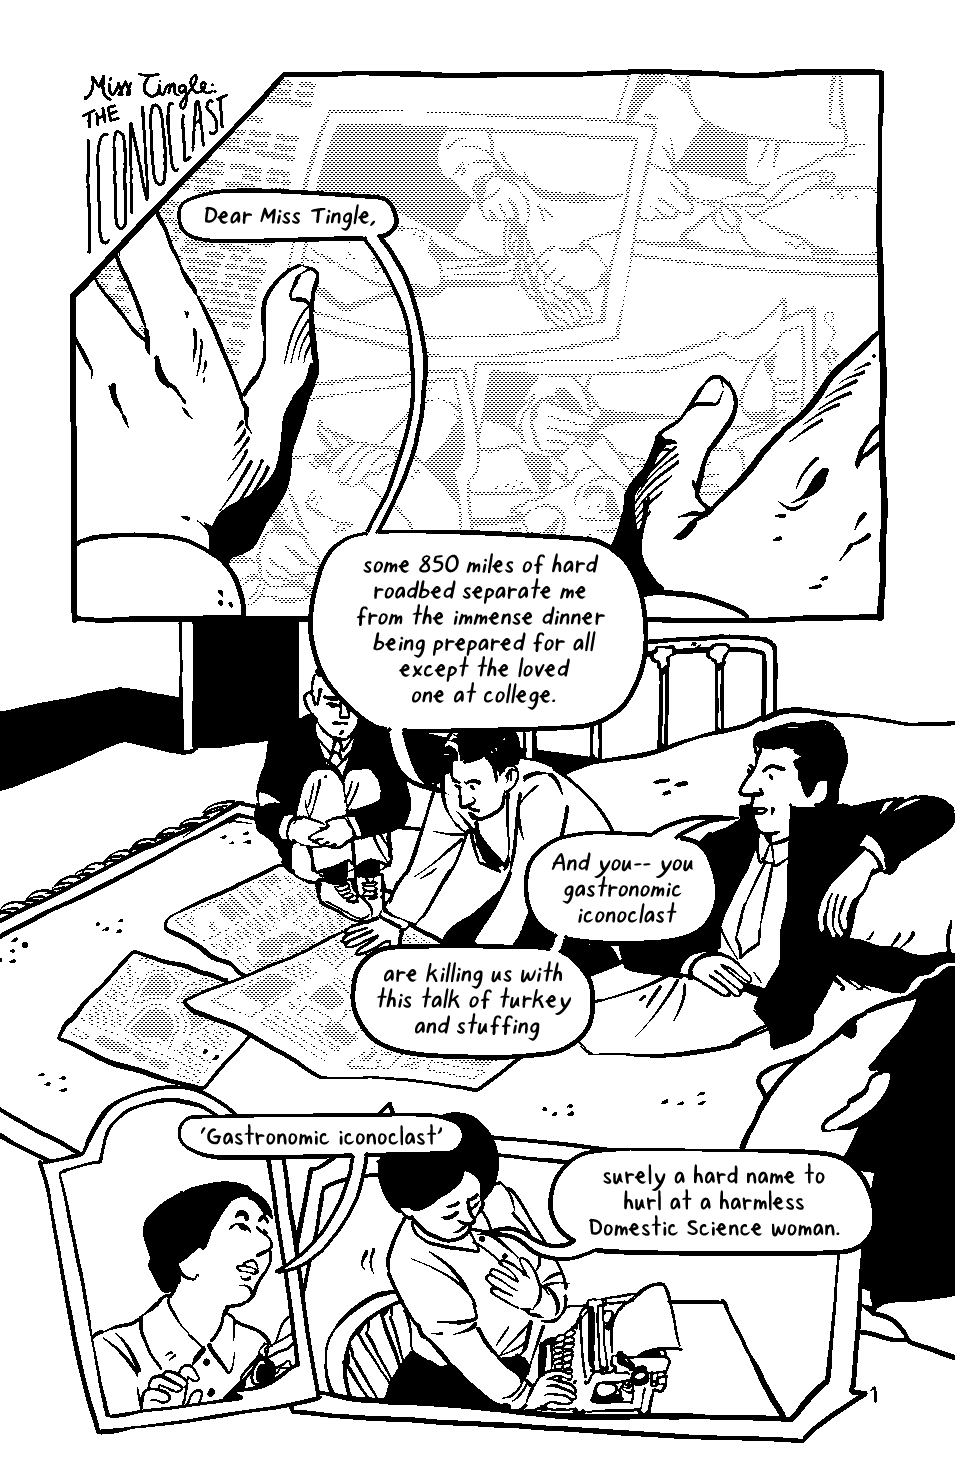 Miss Tingle:
THE
ICONOCLAST
Dear Miss Tingle,
some 850 miles of hard
roadbed separate me
from the immense dinner
being prepared for all
except the loved
one at college.
And you-- you
gastronomic
iconoclast
are killing us with
this talk of turkey
and stuffing
'Gastronomic iconoclast'
surely a hard name to
hurl at a harmless
Domestic Science woman.
1